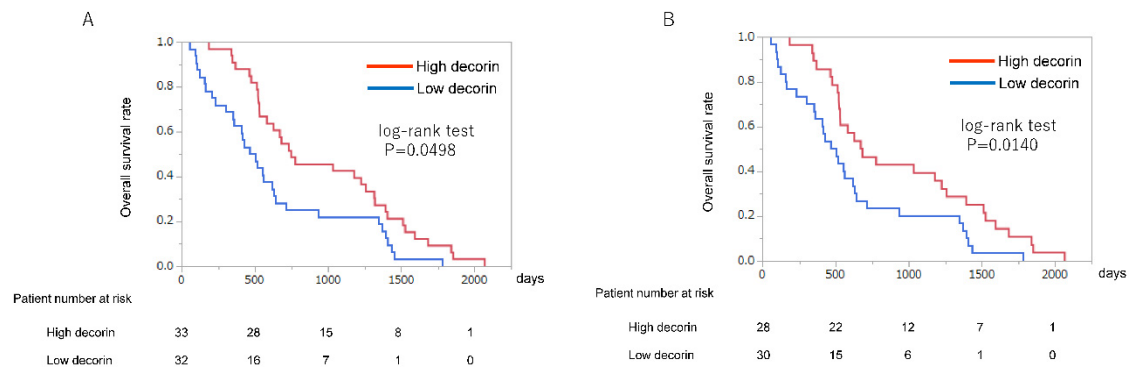 A
Overall survival rate
1.0
0.8
0.6
0.4
0.2
0.0
High decorin
Low decorin
log-rank test
P=0.0498
0 500 1000 1500 2000 days
Patient number at risk
High decorin 33 28 15 8 1
Low decorin 32 16 7 1 0
B
Overall survival rate
1.0
0.8
0.6
0.4
0.2
0.0
High decorin
Low decorin
log-rank test
P=0.0140
0 500 1000 1500 2000 days
Patient number at risk
High decorin 28 22 12 7 1
Low decorin 30 15 6 1 0